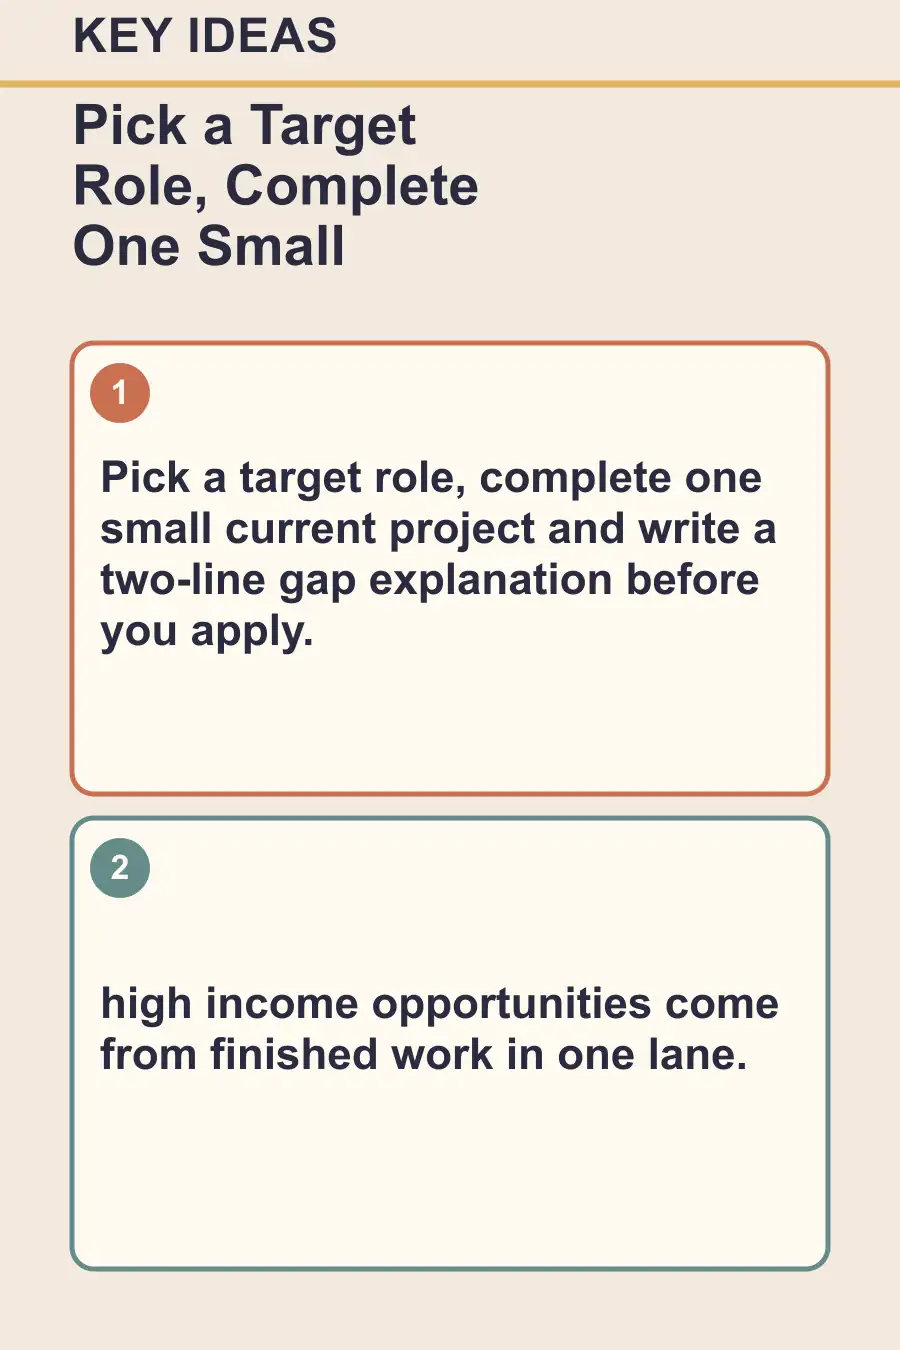 KEY IDEAS
Pick a Target
Role, Complete
One Small
1
Pick a target role, complete one
small current project and write a
two-line gap explanation before
you apply.
2
high income opportunities come
from finished work in one lane.